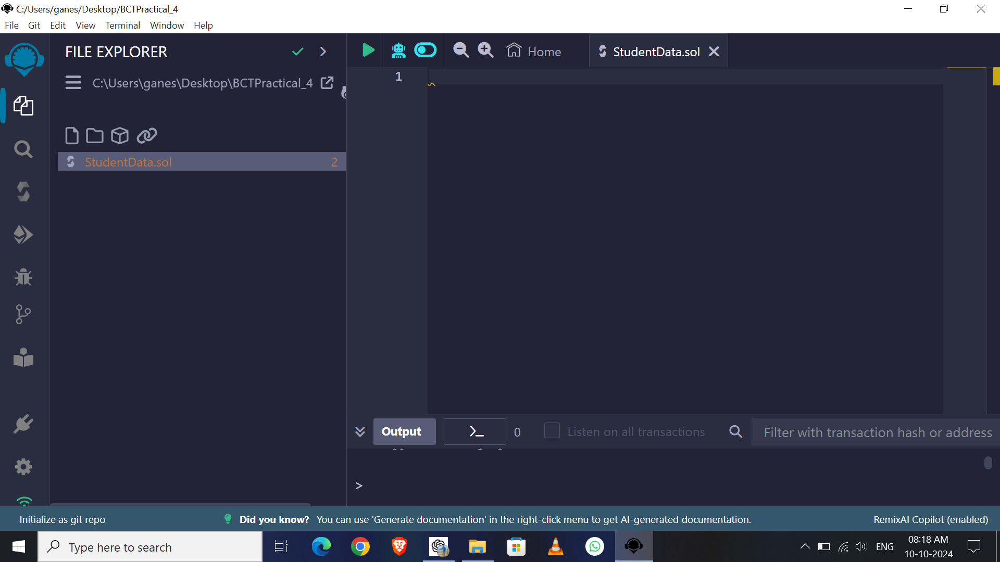 C:/Users/ganes/Desktop/BCTPractical_4
File Git Edit View Terminal Window Help
FILE EXPLORER
Home
StudentData.sol
C:\Users\ganes\Desktop\BCTPractical_4
1
StudentData.sol 2
Output >_ 0 Listen on all transactions Filter with transaction hash or address
>
Initialize as git repo Did you know? You can use 'Generate documentation' in the right-click menu to get AI-generated documentation. RemixAI Copilot (enabled)
Type here to search
ENG
08:18 AM
10-10-2024